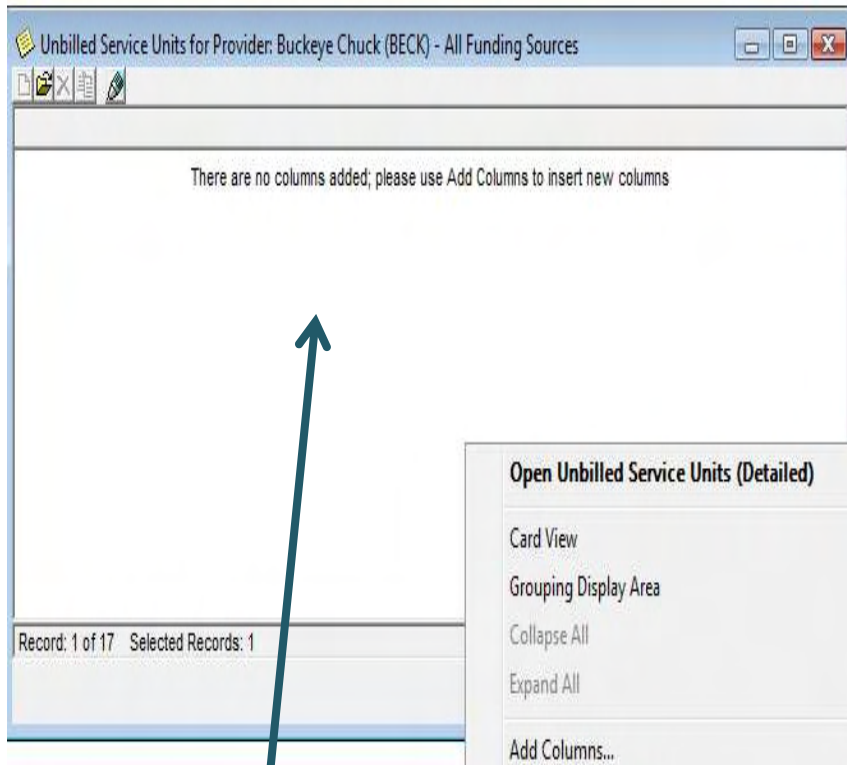 Unbilled Service Units for Provider: Buckeye Chuck (BECK) - All Funding Sources
There are no columns added; please use Add Columns to insert new columns
Open Unbilled Service Units (Detailed)
Card View
Grouping Display Area
Collapse All
Expand All
Add Columns...
Record: 1 of 17 Selected Records: 1